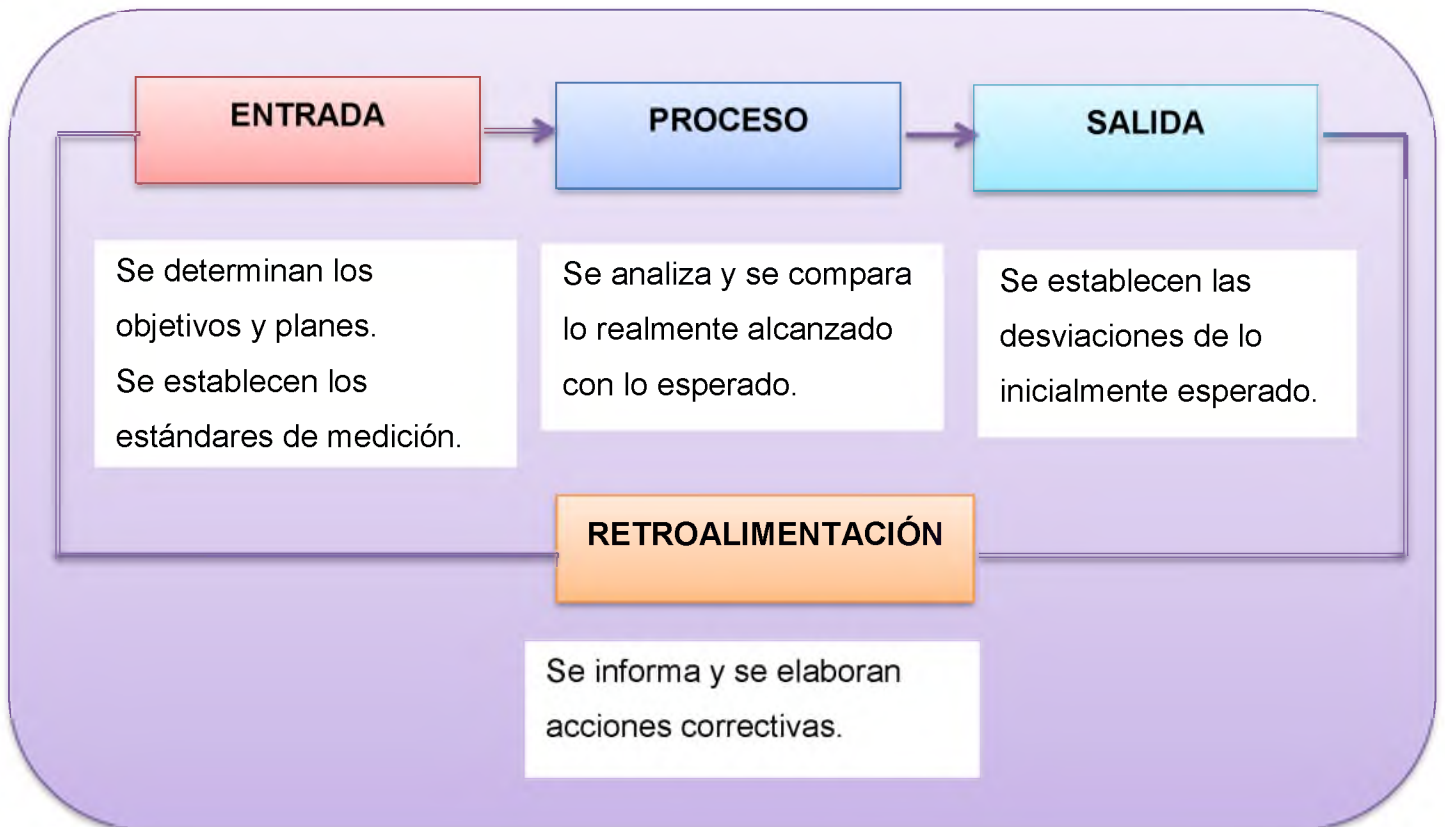 ENTRADA
PROCESO
SALIDA
Se determinan los
objetivos y planes.
Se establecen los
estándares de medición.
Se analiza y se compara
lo realmente alcanzado
con lo esperado.
Se establecen las
desviaciones de lo
inicialmente esperado.
RETROALIMENTACIÓN
Se informa y se elaboran
acciones correctivas.